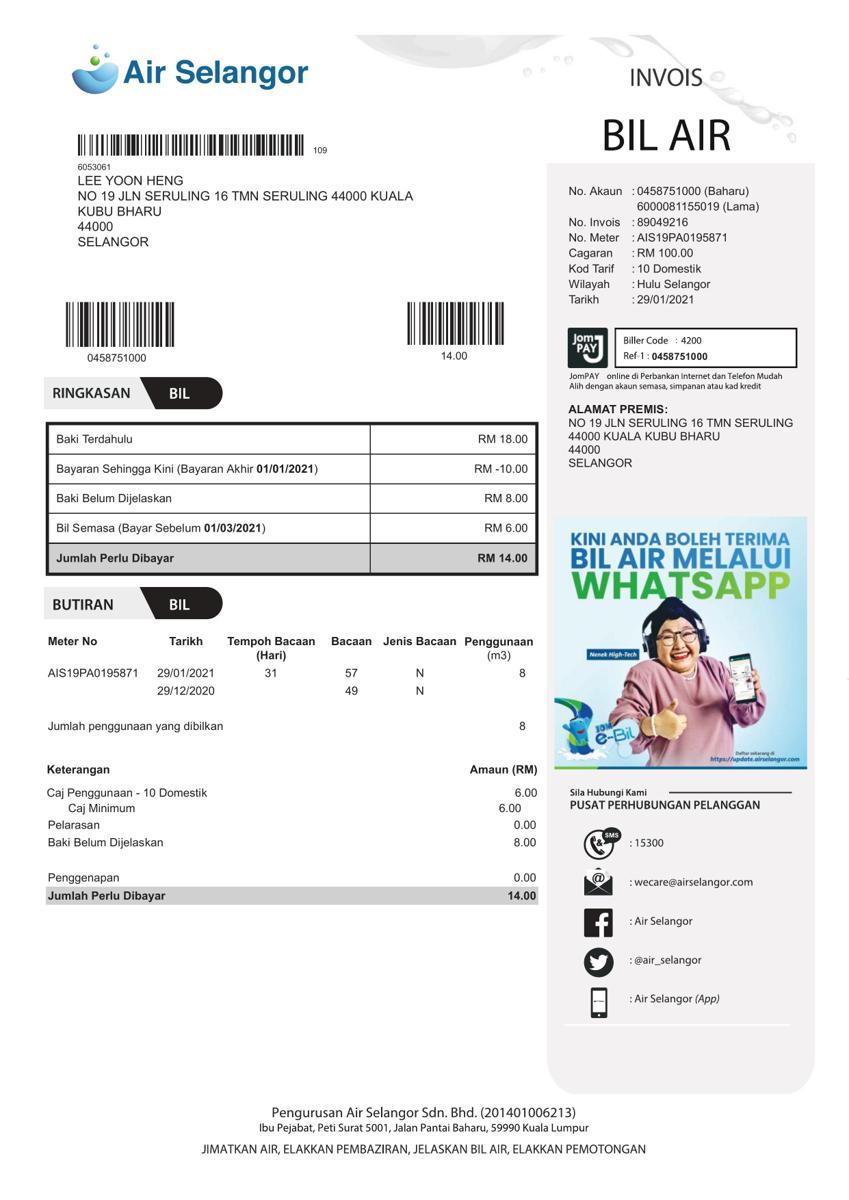 Air Selangor
INVOIS
BIL AIR
109
6053061
LEE YOON HENG
NO 19 JLN SERULING 16 TMN SERULING 44000 KUALA
KUBU BHARU
44000
SELANGOR
No. Akaun : 0458751000 (Baharu)
6000081155019 (Lama)
No. Invois : 89049216
No. Meter : AIS19PA0195871
Cagaran : RM 100.00
Kod Tarif : 10 Domestik
Wilayah : Hulu Selangor
Tarikh : 29/01/2021
0458751000
14.00
Jom PAY
Biller Code : 4200
Ref-1 : 0458751000
JomPAY online di Perbankan Internet dan Telefon Mudah
Alih dengan akaun semasa, simpanan atau kad kredit
ALAMAT PREMIS:
NO 19 JLN SERULING 16 TMN SERULING
44000 KUALA KUBU BHARU
44000
SELANGOR
RINGKASAN BIL
Baki Terdahulu RM 18.00
Bayaran Sehingga Kini (Bayaran Akhir 01/01/2021) RM -10.00
Baki Belum Dijelaskan RM 8.00
Bil Semasa (Bayar Sebelum 01/03/2021) RM 6.00
Jumlah Perlu Dibayar RM 14.00
BUTIRAN BIL
Meter No Tarikh Tempoh Bacaan (Hari) Bacaan Jenis Bacaan Penggunaan (m3)
AIS19PA0195871 29/01/2021 31 57 N 8
29/12/2020 49 N
Jumlah penggunaan yang dibilkan 8
Keterangan Amaun (RM)
Caj Penggunaan - 10 Domestik 6.00
Caj Minimum 6.00
Pelarasan 0.00
Baki Belum Dijelaskan 8.00
Penggenapan 0.00
Jumlah Perlu Dibayar 14.00
KINI ANDA BOLEH TERIMA
BIL AIR MELALUI
WHATSAPP
Nenek High-Tech
JOM
e-Bil
Daftar sekarang di
https://update.airselangor.com
Sila Hubungi Kami
PUSAT PERHUBUNGAN PELANGGAN
SMS
&
: 15300
@
: wecare@airselangor.com
: Air Selangor
: @air_selangor
: Air Selangor (App)
Pengurusan Air Selangor Sdn. Bhd. (201401006213)
Ibu Pejabat, Peti Surat 5001, Jalan Pantai Baharu, 59990 Kuala Lumpur
JIMATKAN AIR, ELAKKAN PEMBAZIRAN, JELASKAN BIL AIR, ELAKKAN PEMOTONGAN